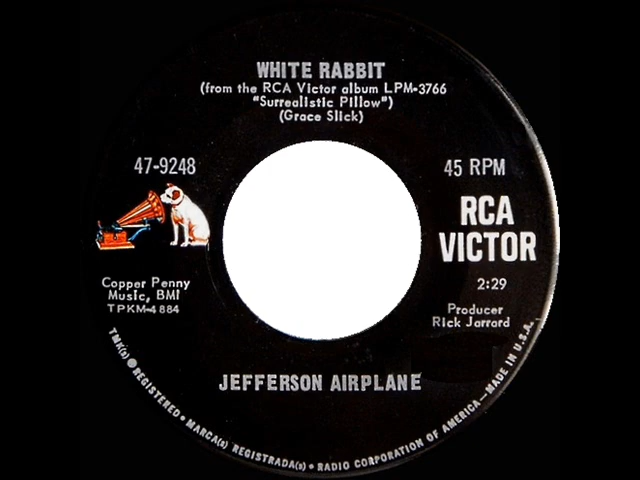 WHITE RABBIT
(from the RCA Victor album LPM-3766
"Surrealistic Pillow")
(Grace Slick)
47-9248
45 RPM
RCA
VICTOR
Copper Penny
Music, BMI
TPKM-4884
2:29
Producer
Rick Jarrard
JEFFERSON AIRPLANE
TMK(s) ® REGISTERED • MARCA(s) REGISTRADA(s) • RADIO CORPORATION OF AMERICA—MADE IN U.S.A.